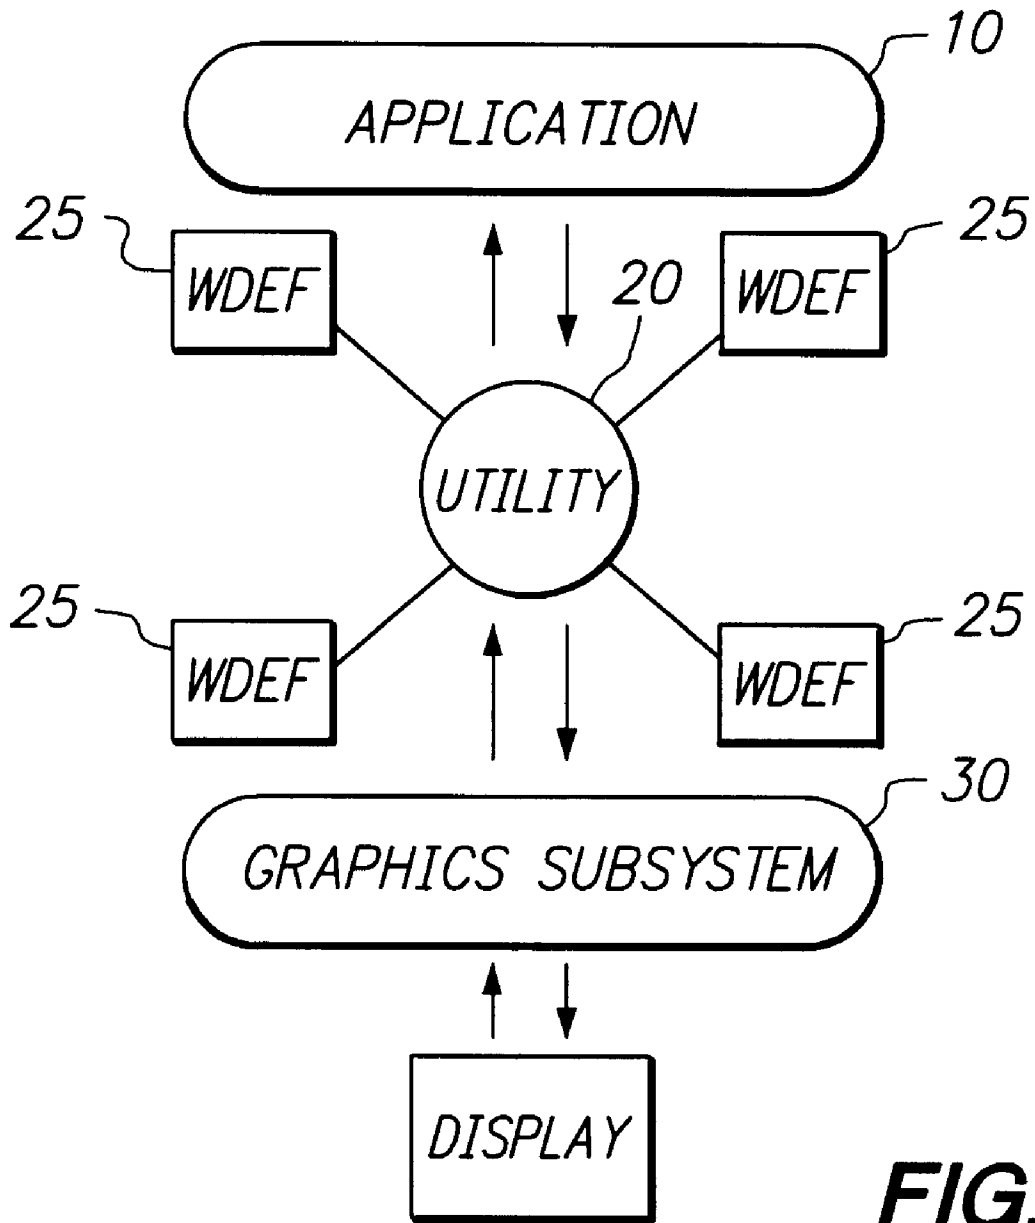 10
APPLICATION
25
25
WDEF
WDEF
20
UTILITY
25
25
WDEF
WDEF
30
GRAPHICS SUBSYSTEM
DISPLAY
FIG.